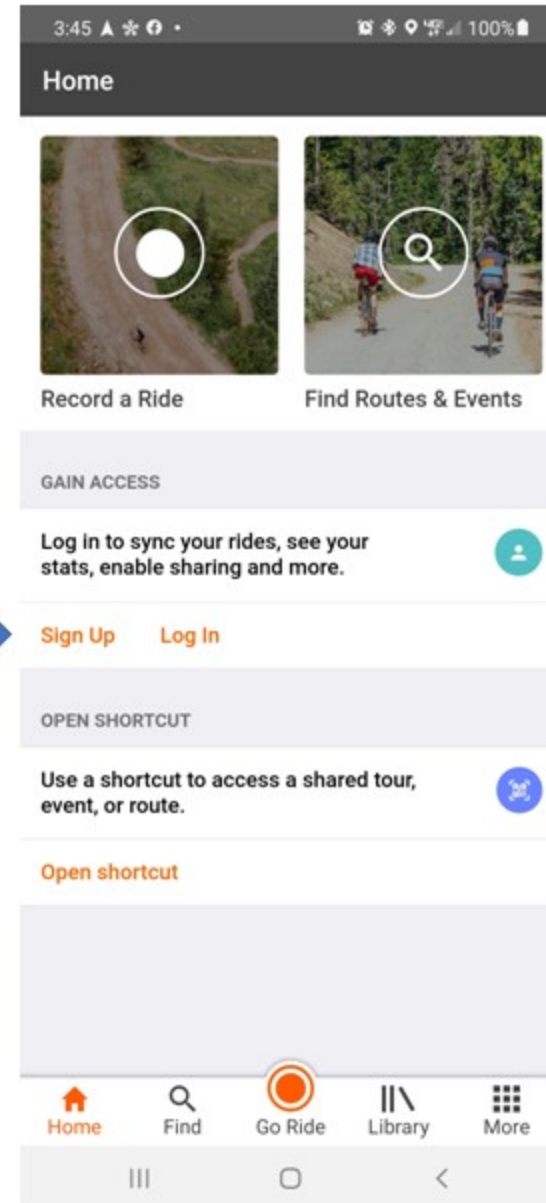 3:45 100%
Home
Record a Ride Find Routes & Events
GAIN ACCESS
Log in to sync your rides, see your
stats, enable sharing and more.
Sign Up Log In
OPEN SHORTCUT
Use a shortcut to access a shared tour,
event, or route.
Open shortcut
Home Find Go Ride Library More